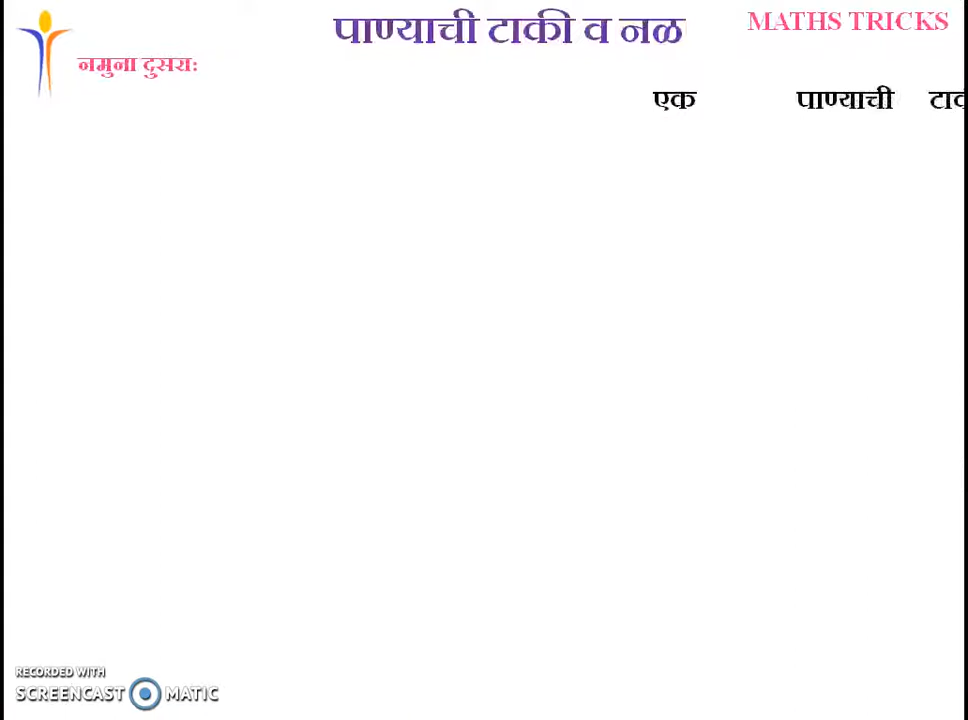 पाण्याची टाकी व नळ
MATHS TRICKS
नमुना दुसराः
एक पाण्याची
RECORDED WITH
SCREENCAST MATIC